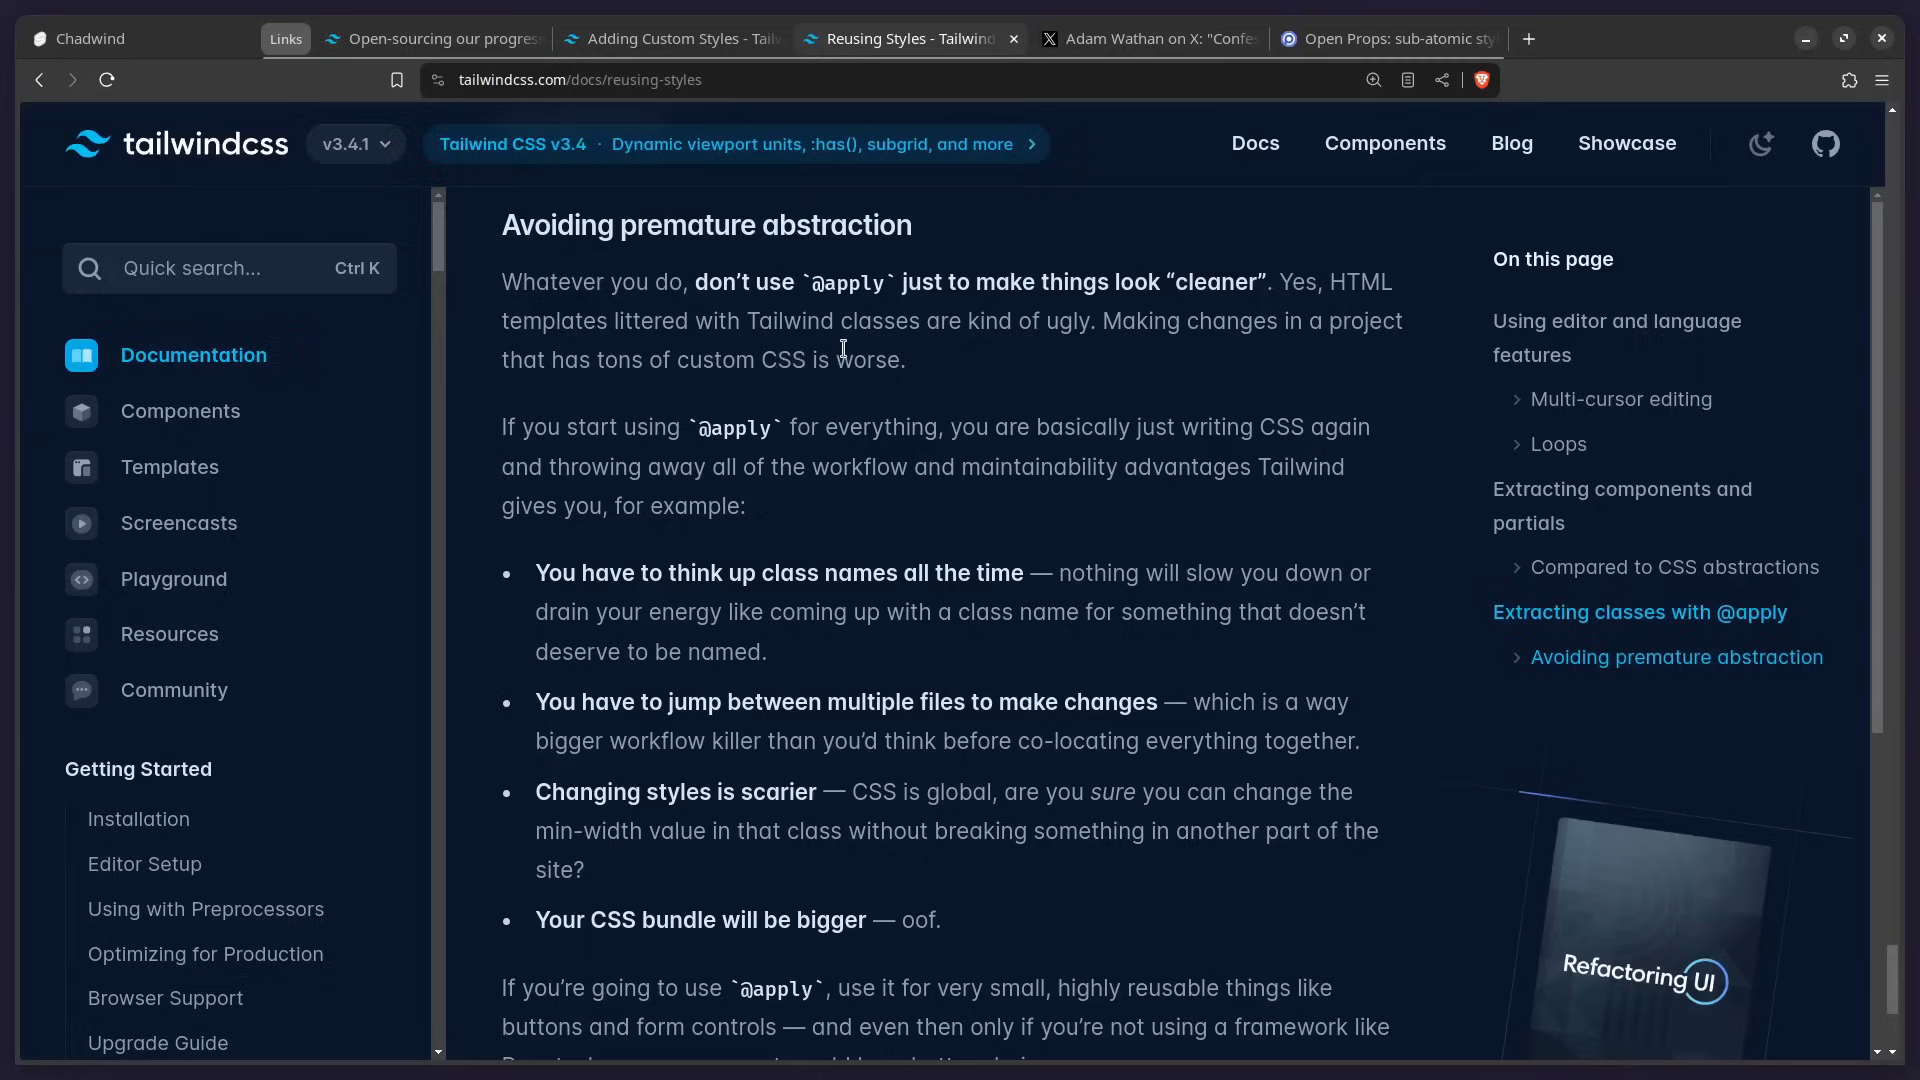 Chadwind
Links
Open-sourcing our progres
Adding Custom Styles - Tailw
Reusing Styles - Tailwind
Adam Wathan on X: "Confes
Open Props: sub-atomic sty
tailwindcss.com/docs/reusing-styles
tailwindcss
v3.4.1
Tailwind CSS v3.4 · Dynamic viewport units, :has(), subgrid, and more
Docs
Components
Blog
Showcase
Quick search...
Ctrl K
Documentation
Components
Templates
Screencasts
Playground
Resources
Community
Getting Started
Installation
Editor Setup
Using with Preprocessors
Optimizing for Production
Browser Support
Upgrade Guide
Avoiding premature abstraction
Whatever you do, don’t use `@apply` just to make things look “cleaner”. Yes, HTML
templates littered with Tailwind classes are kind of ugly. Making changes in a project
that has tons of custom CSS is worse.
If you start using `@apply` for everything, you are basically just writing CSS again
and throwing away all of the workflow and maintainability advantages Tailwind
gives you, for example:
• You have to think up class names all the time — nothing will slow you down or
drain your energy like coming up with a class name for something that doesn’t
deserve to be named.
• You have to jump between multiple files to make changes — which is a way
bigger workflow killer than you’d think before co-locating everything together.
• Changing styles is scarier — CSS is global, are you sure you can change the
min-width value in that class without breaking something in another part of the
site?
• Your CSS bundle will be bigger — oof.
If you’re going to use `@apply`, use it for very small, highly reusable things like
buttons and form controls — and even then only if you’re not using a framework like
On this page
Using editor and language
features
Multi-cursor editing
Loops
Extracting components and
partials
Compared to CSS abstractions
Extracting classes with @apply
Avoiding premature abstraction
Refactoring UI